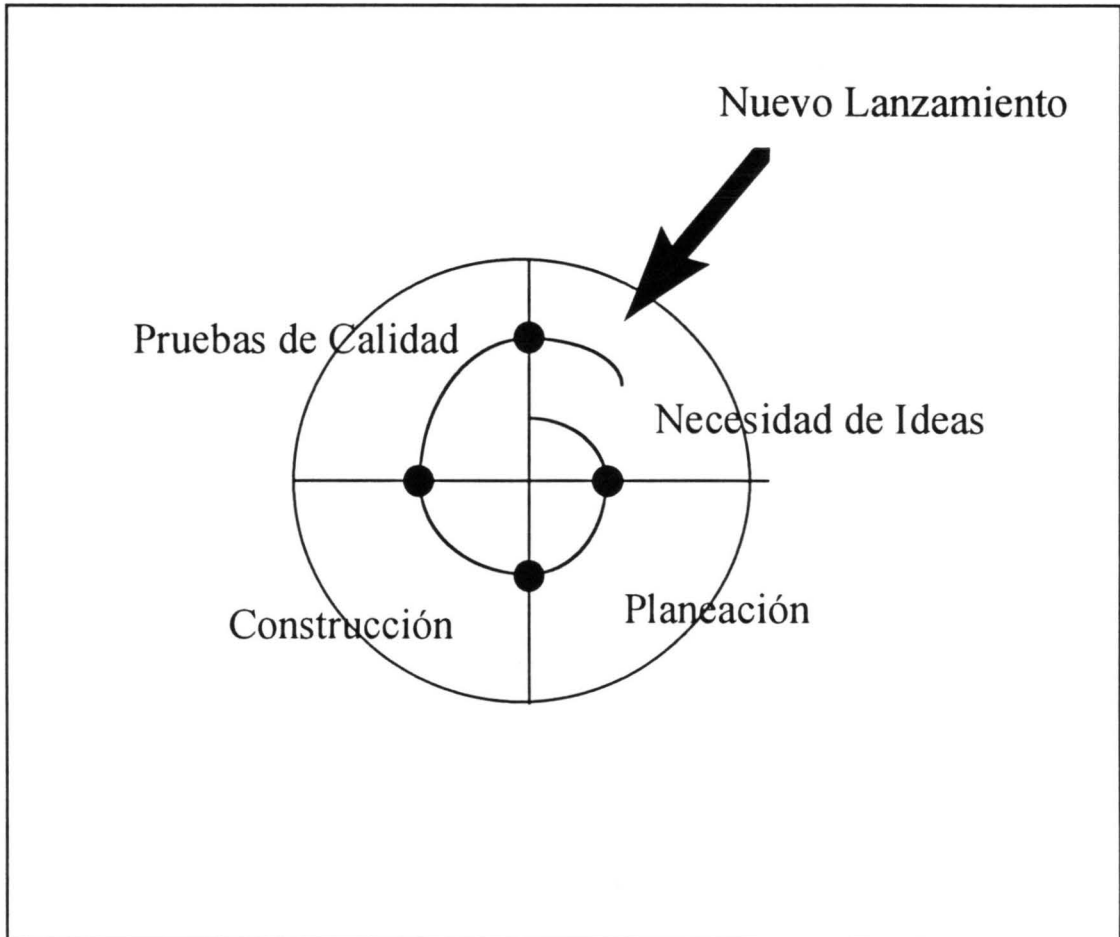 Nuevo Lanzamiento
Pruebas de Calidad
Necesidad de Ideas
Construcción
Planeación